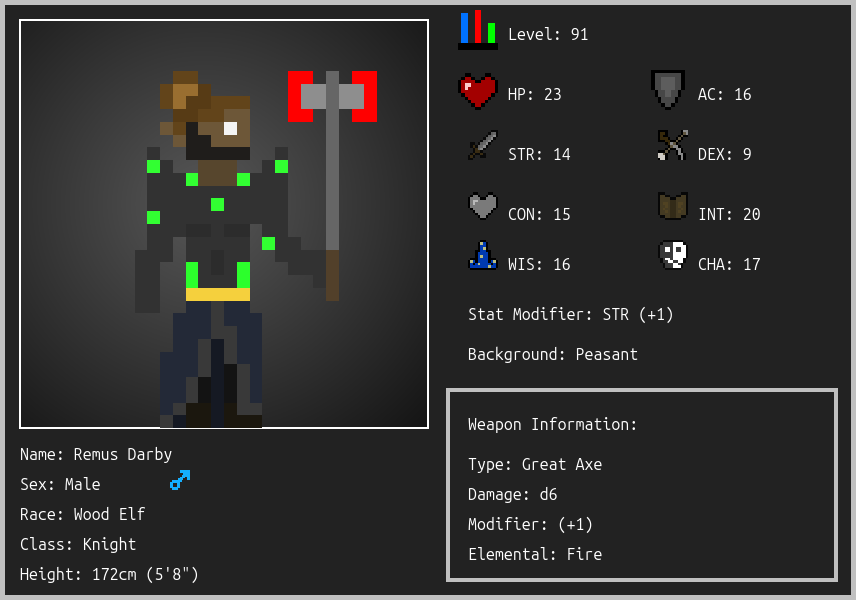 Level: 91
HP: 23
AC: 16
STR: 14
DEX: 9
CON: 15
INT: 20
WIS: 16
CHA: 17
Stat Modifier: STR (+1)
Background: Peasant
Weapon Information:
Type: Great Axe
Damage: d6
Modifier: (+1)
Elemental: Fire
Name: Remus Darby
Sex: Male
Race: Wood Elf
Class: Knight
Height: 172cm (5'8")